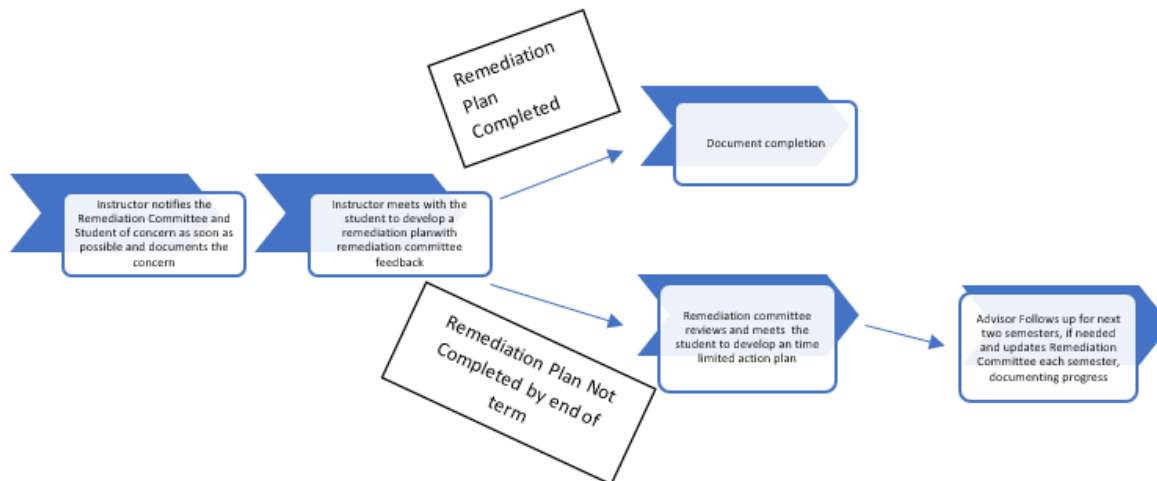 Remediation
Plan
Completed
Document completion
Instructor notifies the
Remediation Committee and
Student of concern as soon as
possible and documents the
concern
Instructor meets with the
student to develop a
remediation planwith
remediation committee
feedback
Remediation Plan Not
Completed by end of
term
Remediation committee
reviews and meets the
student to develop an time
limited action plan
Advisor Follows up for next
two semesters, if needed
and updates Remediation
Committee each semester,
documenting progress